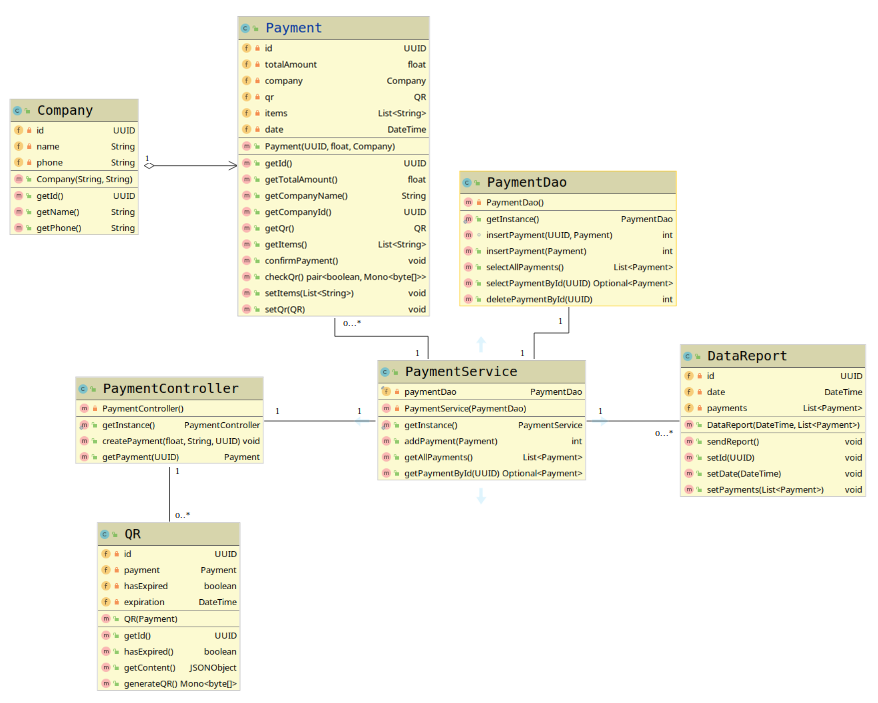 Payment
id UUID
totalAmount float
company Company
qr QR
items List<String>
date DateTime
Payment(UUID, float, Company)
getId() UUID
getTotalAmount() float
getCompanyName() String
getCompanyId() UUID
getQr() QR
getItems() List<String>
confirmPayment() void
checkQr() pair<boolean, Mono<byte[]>>
setItems(List<String>) void
setQr(QR) void
Company
id UUID
name String
phone String
Company(String, String)
getId() UUID
getName() String
getPhone() String
1
PaymentDao
PaymentDao()
getInstance() PaymentDao
insertPayment(UUID, Payment) int
insertPayment(Payment) int
selectAllPayments() List<Payment>
selectPaymentById(UUID) Optional<Payment>
deletePaymentById(UUID) int
0...*
1
1
1
PaymentService
paymentDao PaymentDao
PaymentService(PaymentDao)
getInstance() PaymentService
addPayment(Payment) int
getAllPayments() List<Payment>
getPaymentById(UUID) Optional<Payment>
DataReport
id UUID
date DateTime
payments List<Payment>
DataReport(DateTime, List<Payment>)
sendReport() void
setId(UUID) void
setDate(DateTime) void
setPayments(List<Payment>) void
1
0...*
PaymentController
PaymentController()
getInstance() PaymentController
createPayment(float, String, UUID) void
getPayment(UUID) Payment
1
1
1
0...*
QR
id UUID
payment Payment
hasExpired boolean
expiration DateTime
QR(Payment)
getId() UUID
hasExpired() boolean
getContent() JSONObject
generateQR() Mono<byte[]>